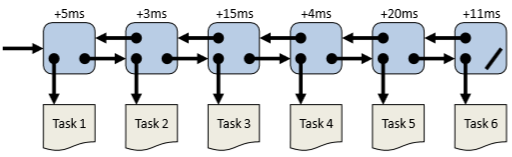 +5ms +3ms +15ms +4ms +20ms +11ms
Task 1 Task 2 Task 3 Task 4 Task 5 Task 6